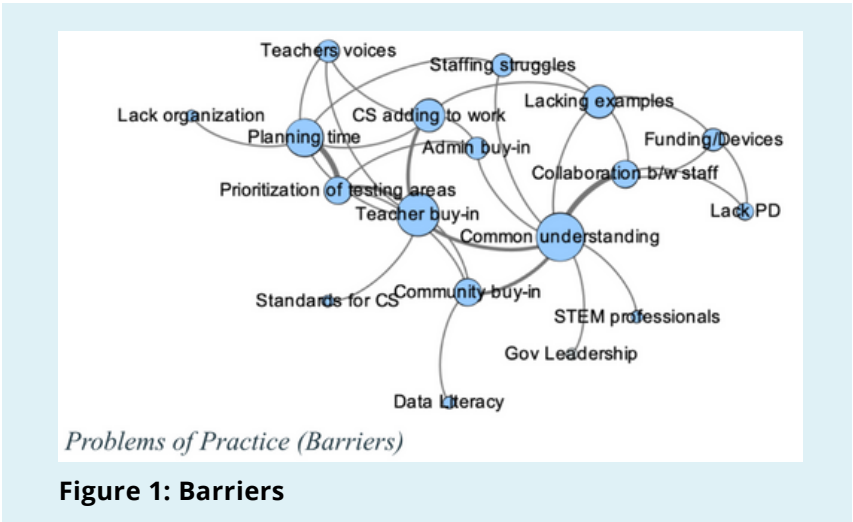 Teachers voices
Staffing struggles
Lacking examples
Lack organization
CS adding to work
Planning time
Funding/Devices
Admin buy-in
Collaboration b/w staff
Prioritization of testing areas
Teacher buy-in
Lack PD
Common understanding
Standards for CS
Community buy-in
STEM professionals
Gov Leadership
Data Literacy
Problems of Practice (Barriers)
Figure 1: Barriers